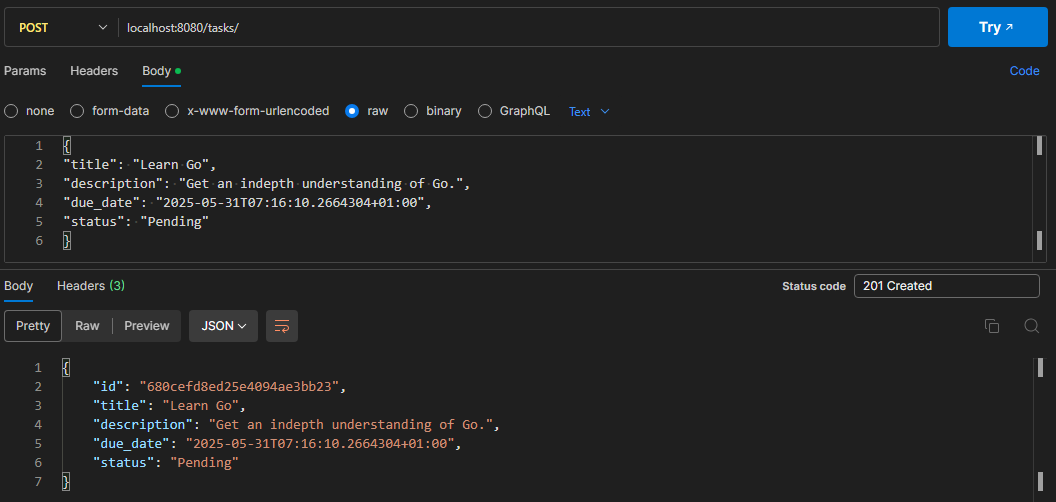 POST localhost:8080/tasks/ Try ↗
Params Headers Body Code
none form-data x-www-form-urlencoded raw binary GraphQL Text
1 {
2 "title": "Learn Go",
3 "description": "Get an indepth understanding of Go.",
4 "due_date": "2025-05-31T07:16:10.2664304+01:00",
5 "status": "Pending"
6 }
Body Headers (3) Status code 201 Created
Pretty Raw Preview JSON
1 {
2 "id": "680cefd8ed25e4094ae3bb23",
3 "title": "Learn Go",
4 "description": "Get an indepth understanding of Go.",
5 "due_date": "2025-05-31T07:16:10.2664304+01:00",
6 "status": "Pending"
7 }